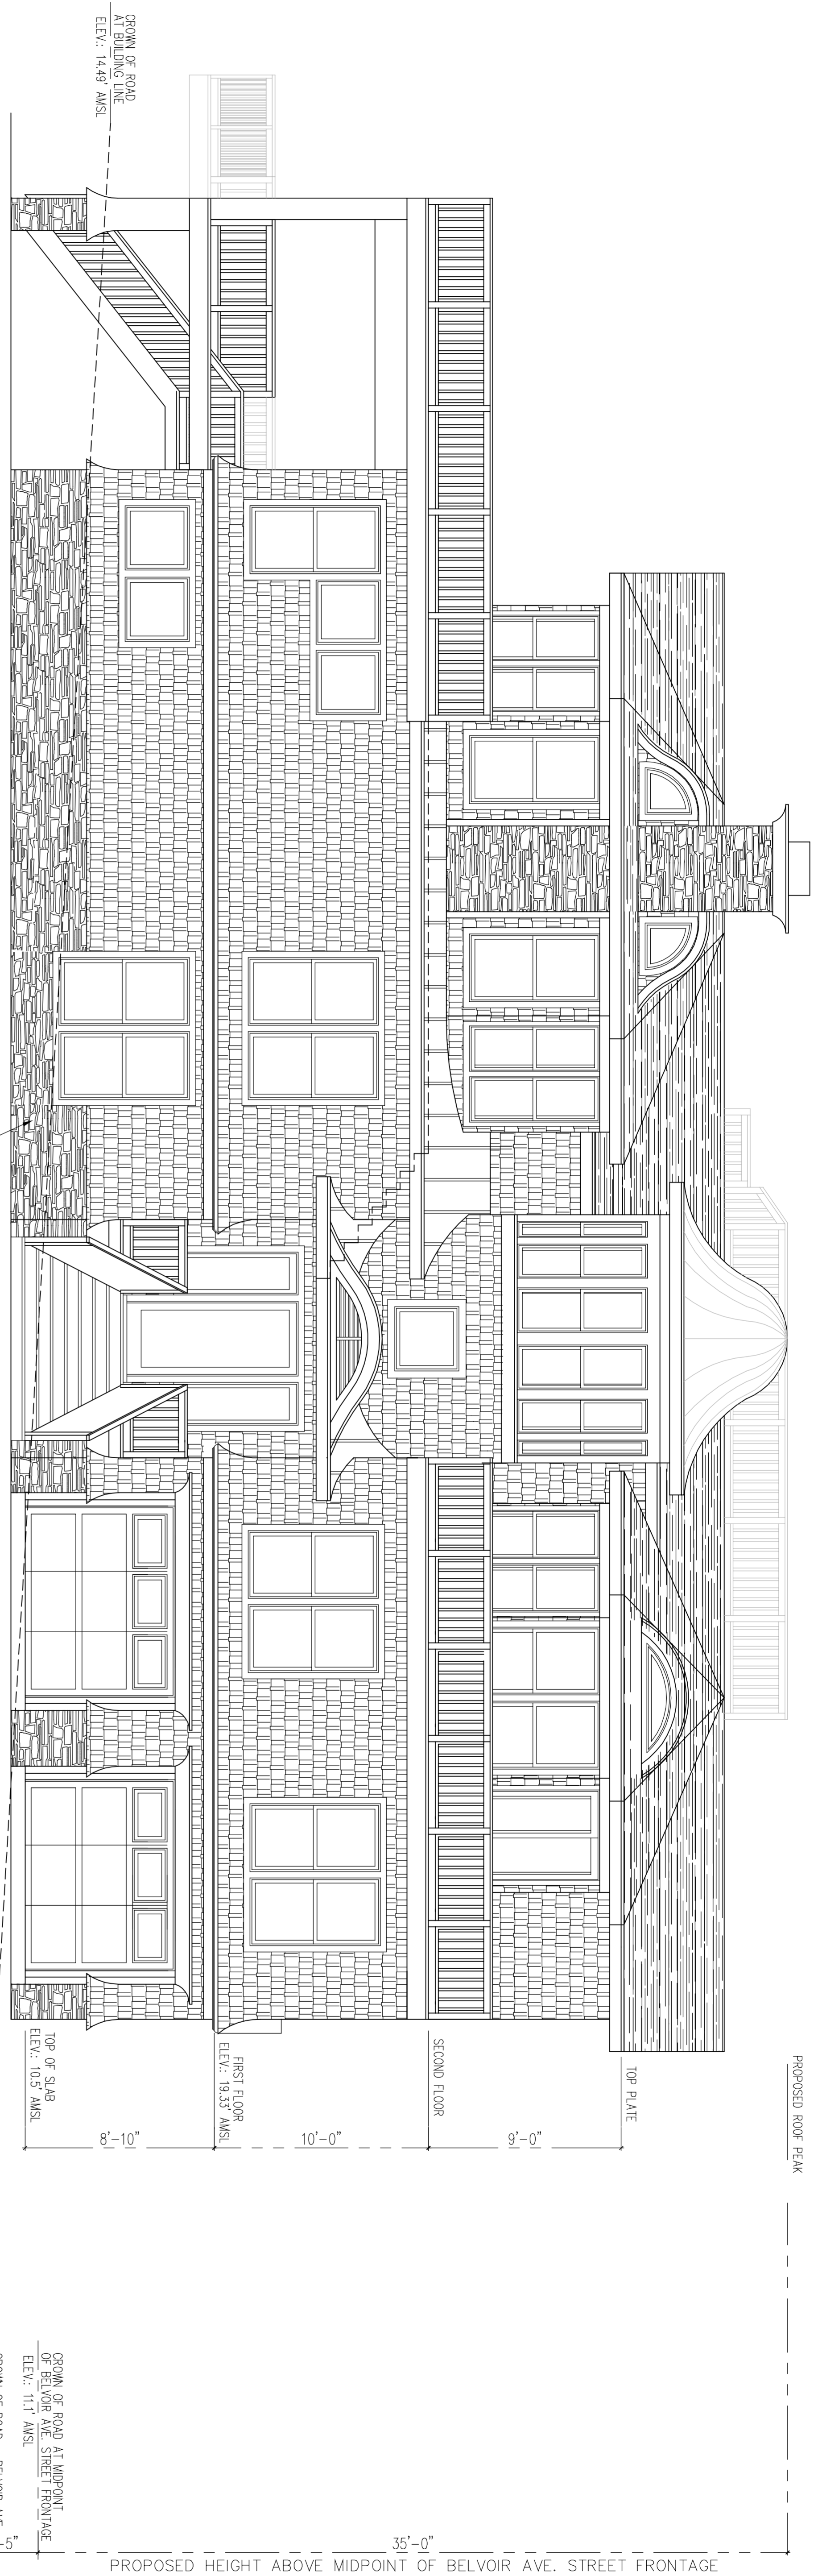 CROWN OF ROAD
AT BUILDING LINE
ELEV.: 14.49' AMSL
PROPOSED ROOF PEAK
TOP PLATE
SECOND FLOOR
FIRST FLOOR
ELEV.: 19.33' AMSL
TOP OF SLAB
ELEV.: 10.5' AMSL
9'-0"
10'-0"
8'-10"
CROWN OF ROAD AT MIDPOINT
OF BELVOIR AVE. STREET FRONTAGE
ELEV.: 11.1' AMSL
35'-0"
PROPOSED HEIGHT ABOVE MIDPOINT OF BELVOIR AVE. STREET FRONTAGE
-5"